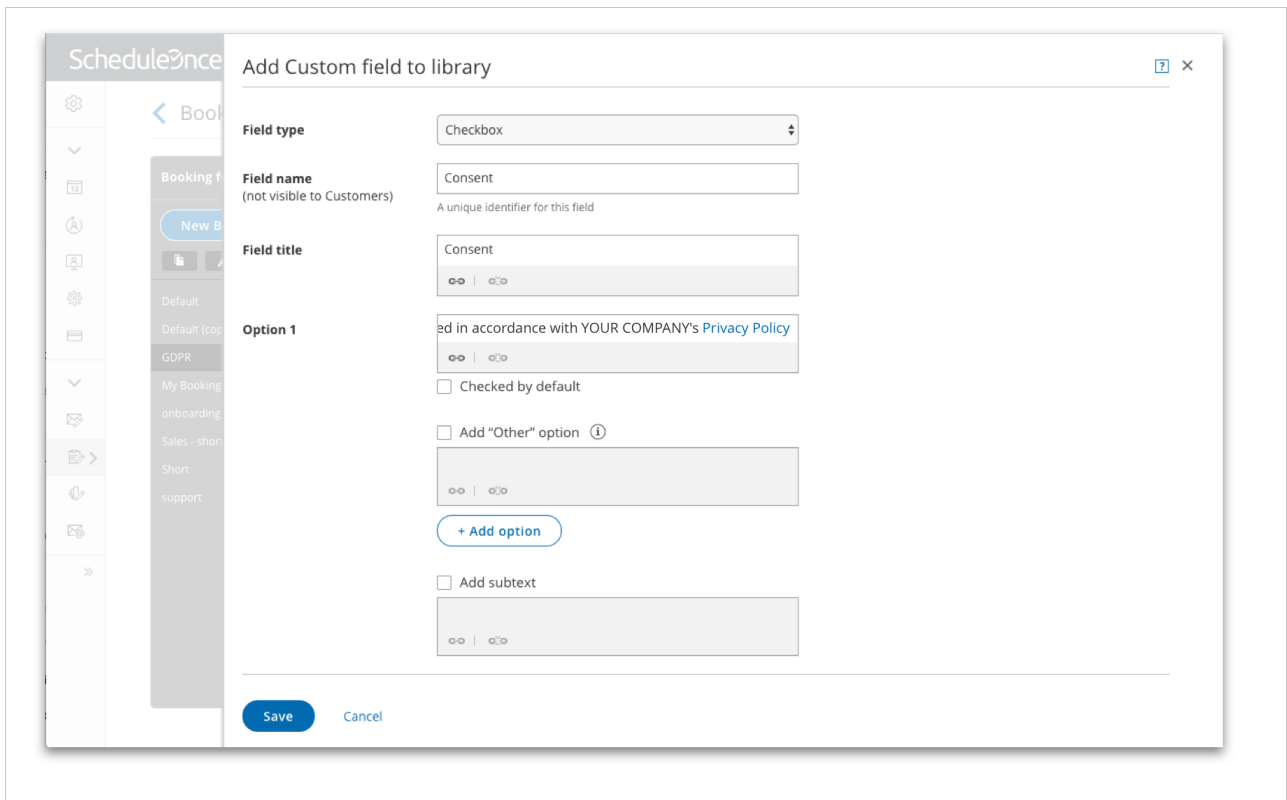 ScheduleOnce
Add Custom field to library
?
Book
Field type
Checkbox
12
Booking f
Field name
(not visible to Customers)
Consent
A unique identifier for this field
New B
Field title
Consent
Default
Default (cop
GDPR
My Booking
onboarding
Sales - shor
Short
support
Option 1
ed in accordance with YOUR COMPANY's Privacy Policy
Checked by default
Add “Other” option
i
+ Add option
Add subtext
Save
Cancel